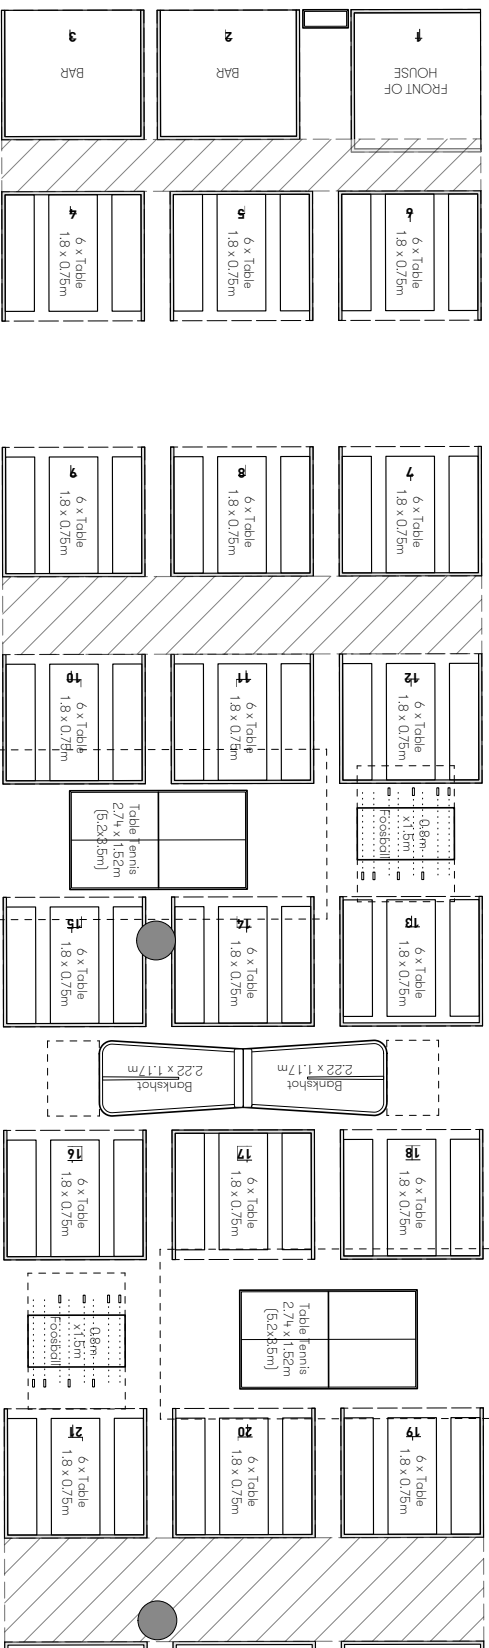 3
BAR
2
BAR
1
FRONT OF
HOUSE
4
6 x Table
1.8 x 0.75m
5
6 x Table
1.8 x 0.75m
6
6 x Table
1.8 x 0.75m
9
6 x Table
1.8 x 0.75m
8
6 x Table
1.8 x 0.75m
7
6 x Table
1.8 x 0.75m
10
6 x Table
1.8 x 0.75m
11
6 x Table
1.8 x 0.75m
12
6 x Table
1.8 x 0.75m
Table Tennis
2.74 x 1.52m
(5.2x3.5m)
0.8m
x1.5m
Foosball
15
6 x Table
1.8 x 0.75m
14
6 x Table
1.8 x 0.75m
13
6 x Table
1.8 x 0.75m
Bankshot
2.22 x 1.17m
Bankshot
2.22 x 1.17m
16
6 x Table
1.8 x 0.75m
17
6 x Table
1.8 x 0.75m
18
6 x Table
1.8 x 0.75m
0.8m
x1.5m
Foosball
Table Tennis
2.74 x 1.52m
(5.2x3.5m)
21
6 x Table
1.8 x 0.75m
20
6 x Table
1.8 x 0.75m
19
6 x Table
1.8 x 0.75m